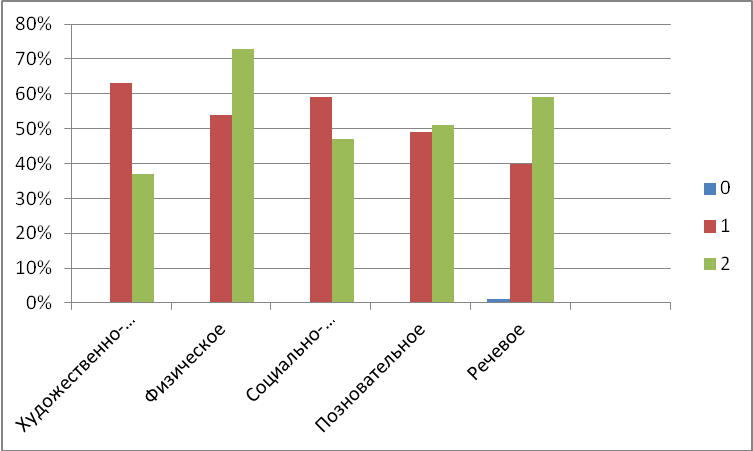 80%
70%
60%
50%
40%
30%
20%
10%
0%
Художественно-...
Физическое
Социально-...
Позновательное
Речевое
0
1
2